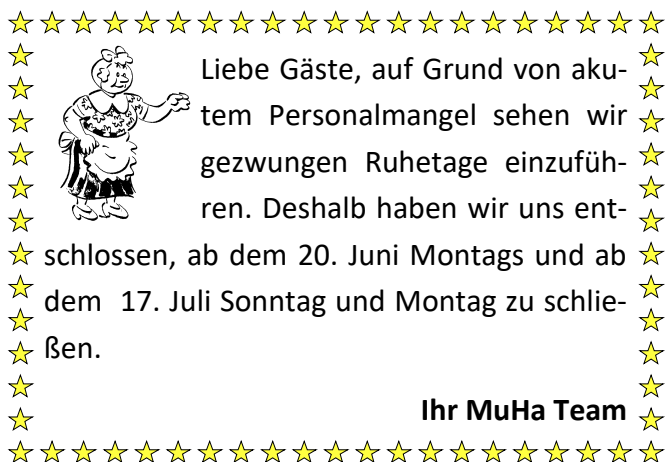 Liebe Gäste, auf Grund von aku-
tem Personalmangel sehen wir
gezwungen Ruhetage einzufüh-
ren. Deshalb haben wir uns ent-
schlossen, ab dem 20. Juni Montags und ab
dem  17. Juli Sonntag und Montag zu schlie-
ßen.
Ihr MuHa Team